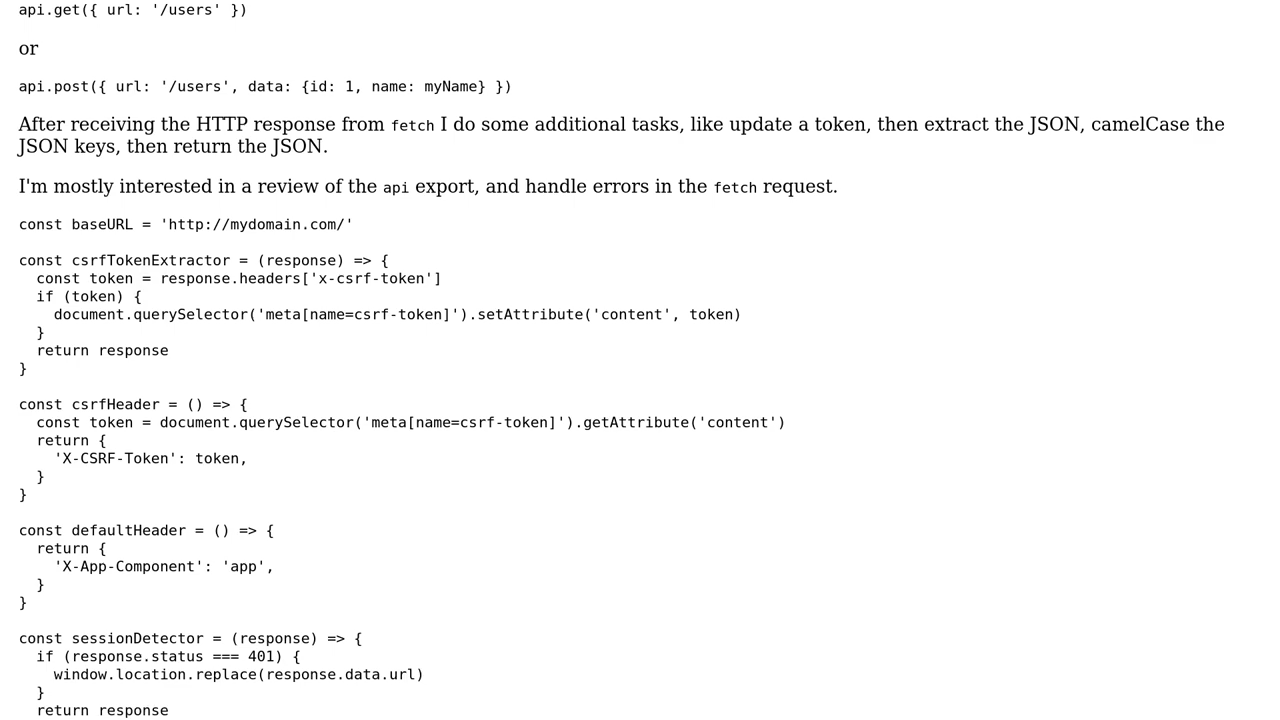 api.get({ url: '/users' })
or
api.post({ url: '/users', data: {id: 1, name: myName} })
After receiving the HTTP response from fetch I do some additional tasks, like update a token, then extract the JSON, camelCase the
JSON keys, then return the JSON.
I'm mostly interested in a review of the api export, and handle errors in the fetch request.
const baseURL = 'http://mydomain.com/'
const csrfTokenExtractor = (response) => {
  const token = response.headers['x-csrf-token']
  if (token) {
    document.querySelector('meta[name=csrf-token]').setAttribute('content', token)
  }
  return response
}
const csrfHeader = () => {
  const token = document.querySelector('meta[name=csrf-token]').getAttribute('content')
  return {
    'X-CSRF-Token': token,
  }
}
const defaultHeader = () => {
  return {
    'X-App-Component': 'app',
  }
}
const sessionDetector = (response) => {
  if (response.status === 401) {
    window.location.replace(response.data.url)
  }
  return response